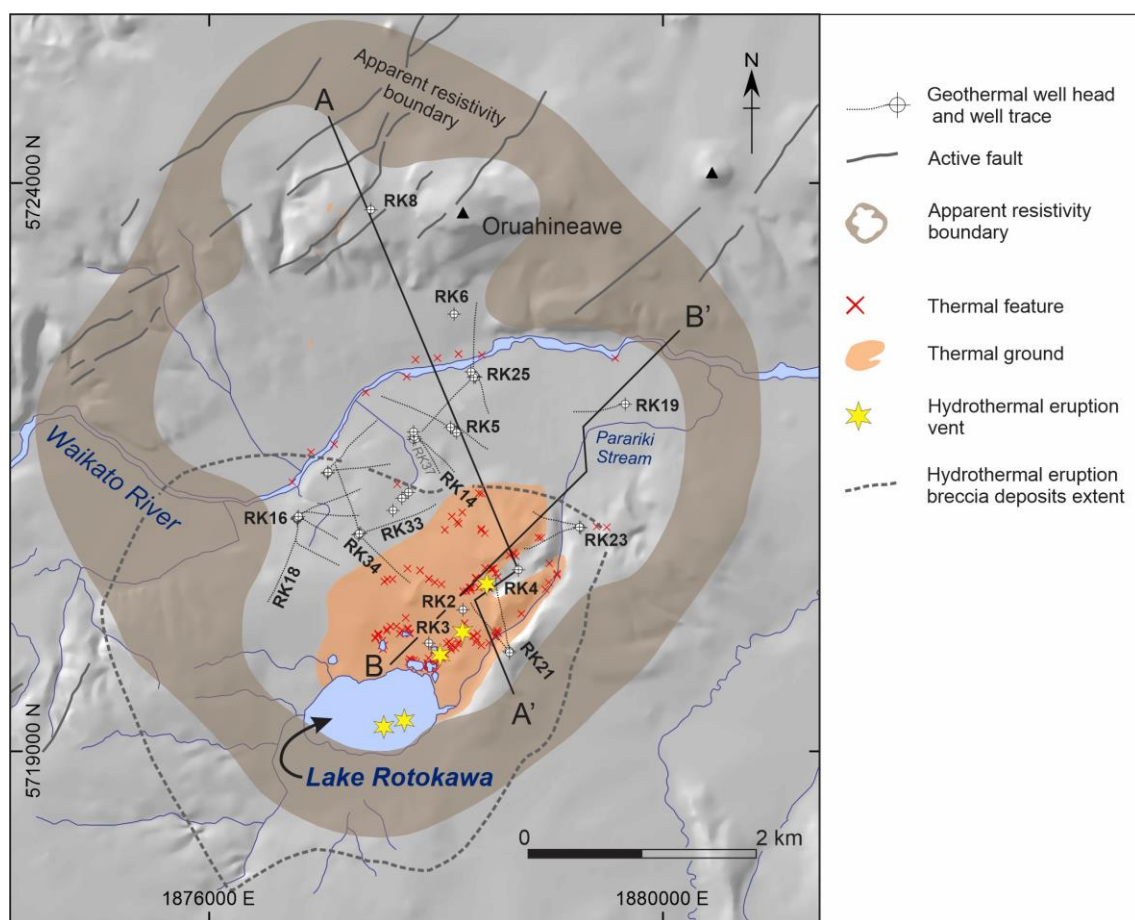 Apparent resistivity
boundary
A
N
RK8
Oruahineawe
5724000 N
RK6
B’
RK25
RK19
RK5
Waikato River
Parariki
Stream
RK37
RK14
RK16
RK33
RK23
RK34
RK18
RK4
RK2
RK3
RK21
B
A’
5719000 N
Lake Rotokawa
0
2 km
1876000 E
1880000 E
Geothermal well head
and well trace
Active fault
Apparent resistivity
boundary
Thermal feature
Thermal ground
Hydrothermal eruption
vent
Hydrothermal eruption
breccia deposits extent